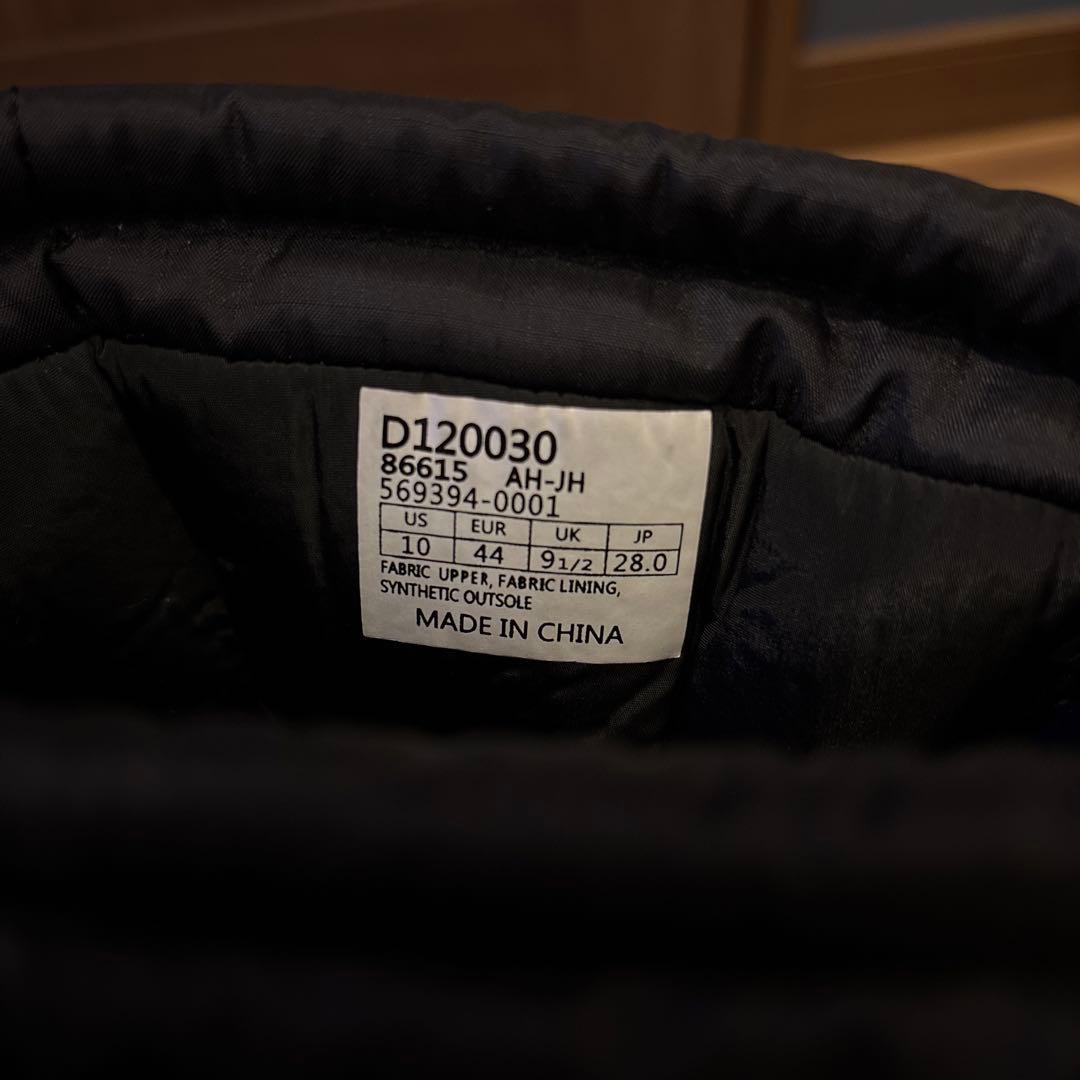 D120030
86615 AH-JH
569394-0001
US EUR UK JP
10 44 9 1/2 28.0
FABRIC UPPER, FABRIC LINING,
SYNTHETIC OUTSOLE
MADE IN CHINA